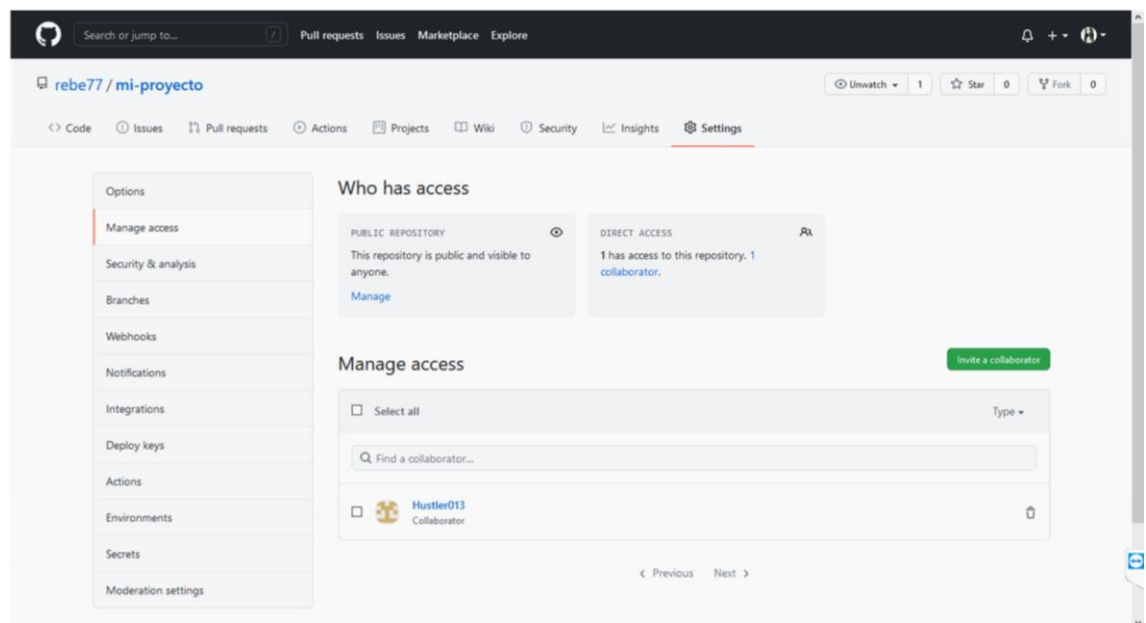 Search or jump to... /
Pull requests Issues Marketplace Explore
rebe77 / mi-proyecto
Unwatch 1 Star 0 Fork 0
Code Issues Pull requests Actions Projects Wiki Security Insights Settings
Options
Manage access
Security & analysis
Branches
Webhooks
Notifications
Integrations
Deploy keys
Actions
Environments
Secrets
Moderation settings
Who has access
PUBLIC REPOSITORY
This repository is public and visible to
anyone.
Manage
DIRECT ACCESS
1 has access to this repository. 1
collaborator.
Manage access
Invite a collaborator
Select all
Type
Find a collaborator...
Hustler013
Collaborator
Previous Next